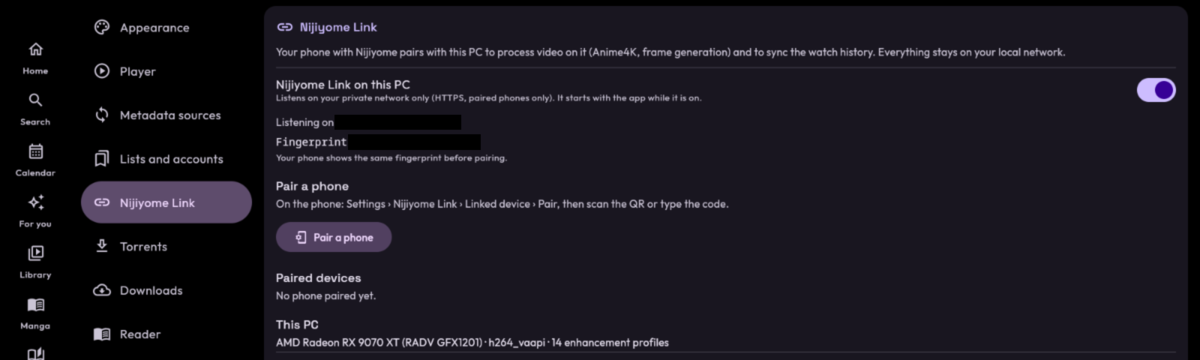 Home
Search
Calendar
For you
Library
Manga
Appearance
Player
Metadata sources
Lists and accounts
Nijiyome Link
Torrents
Downloads
Reader
Nijiyome Link
Your phone with Nijiyome pairs with this PC to process video on it (Anime4K, frame generation) and to sync the watch history. Everything stays on your local network.
Nijiyome Link on this PC
Listens on your private network only (HTTPS, paired phones only). It starts with the app while it is on.
Listening on
Fingerprint
Your phone shows the same fingerprint before pairing.
Pair a phone
On the phone: Settings › Nijiyome Link › Linked device › Pair, then scan the QR or type the code.
Pair a phone
Paired devices
No phone paired yet.
This PC
AMD Radeon RX 9070 XT (RADV GFX1201) · h264_vaapi · 14 enhancement profiles